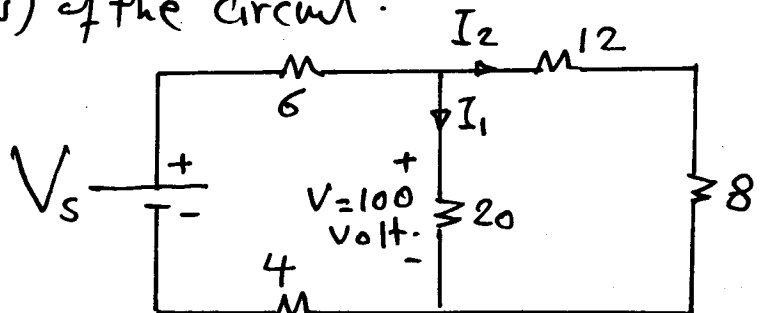 s) of the circuit.
I2 12
6
I1
Vs + -
+
V=100
volt.
-
20
8
4